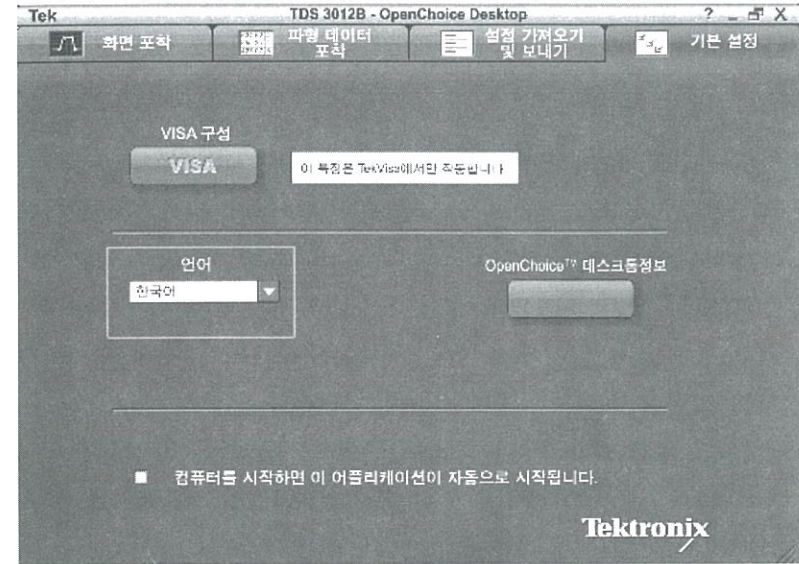 Tek
TDS 3012B - OpenChoice Desktop
? _ X
화면 포착
파형 데이터
포착
설정 가져오기
및 보내기
기본 설정
VISA 구성
VISA
이 특징은 TekVisa에서만 작동합니다
언어
한국어
OpenChoice™ 데스크톱정보
컴퓨터를 시작하면 이 어플리케이션이 자동으로 시작됩니다.
Tektronix